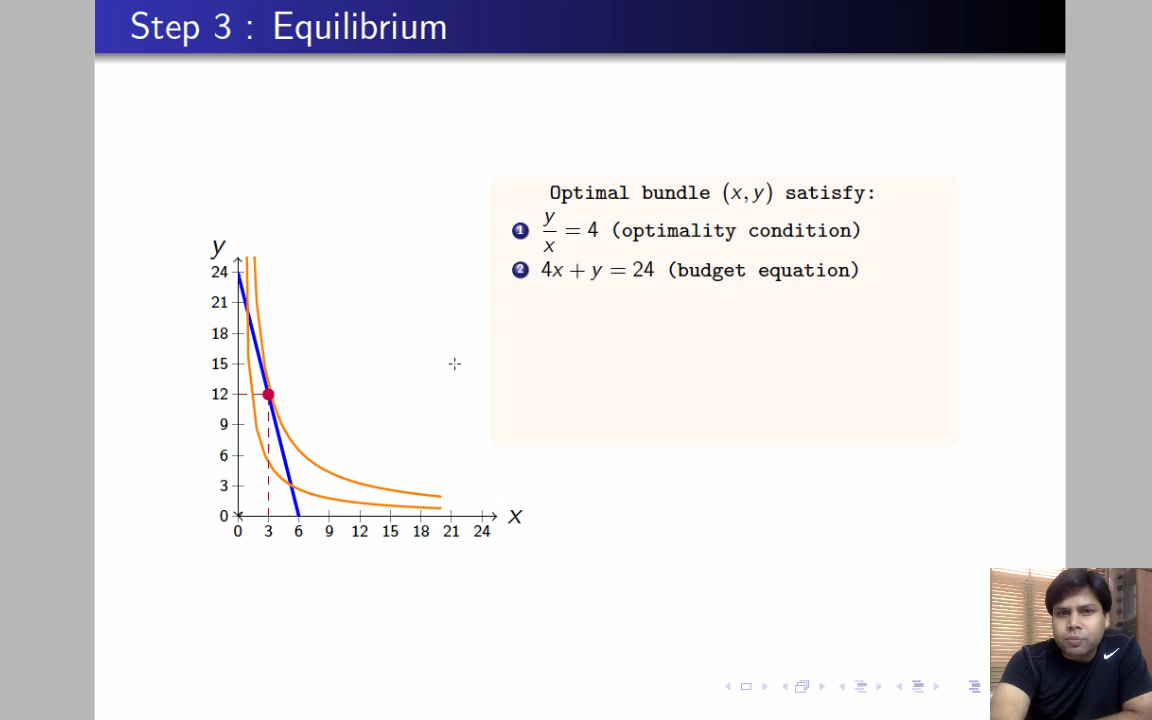 Step 3 : Equilibrium
Optimal bundle (x, y) satisfy:
1 y/x = 4 (optimality condition)
2 4x + y = 24 (budget equation)
y
24
21
18
15
12
9
6
3
0
0 3 6 9 12 15 18 21 24
x